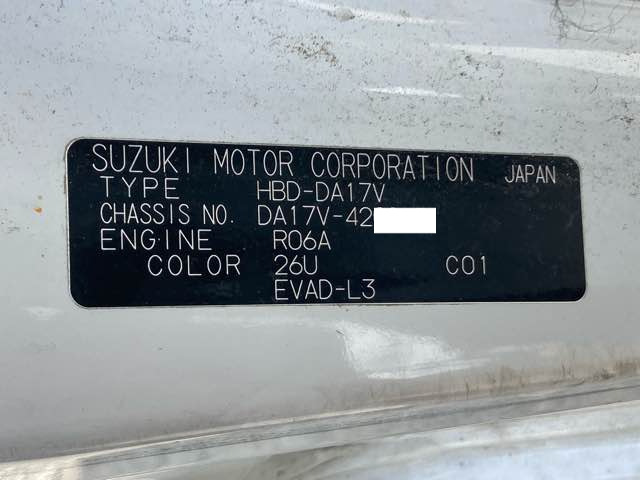 SUZUKI MOTOR CORPORATION JAPAN
TYPE HBD-DA17V
CHASSIS NO. DA17V-42
ENGINE R06A
COLOR 26U C01
EVAD-L3